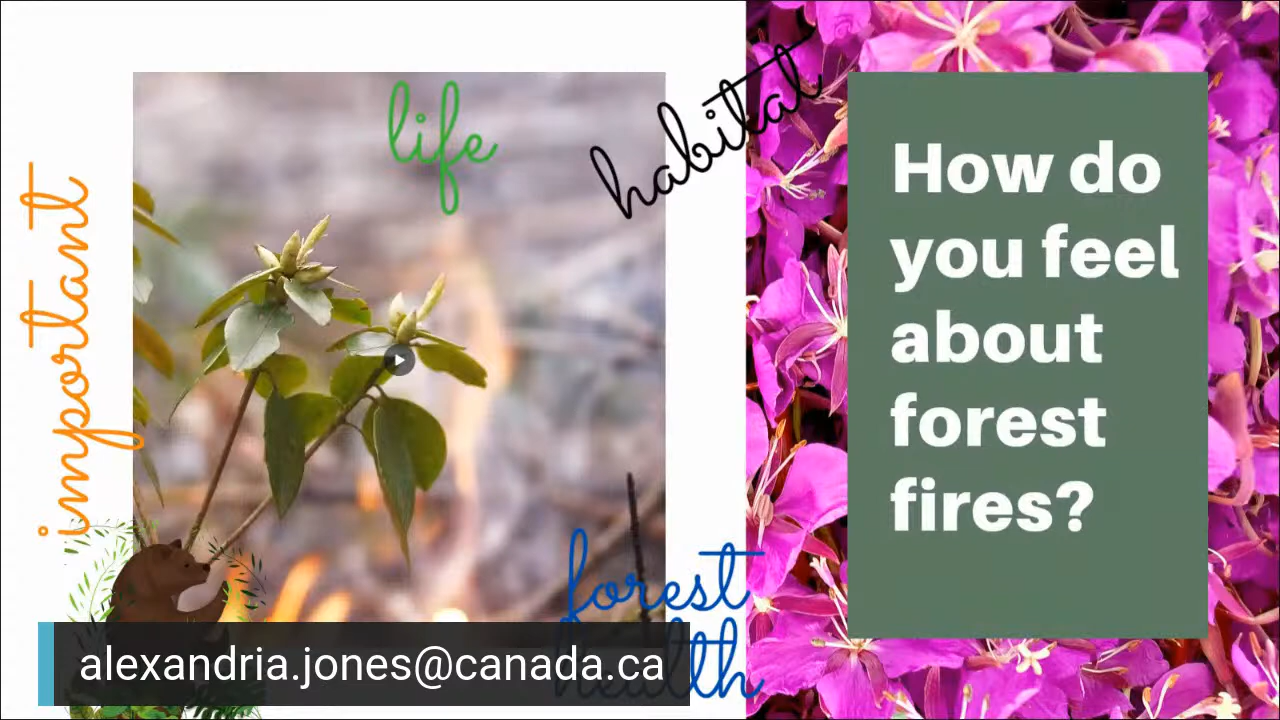 important
life
habitat
forest
health
alexandria.jones@canada.ca
How do
you feel
about
forest
fires?